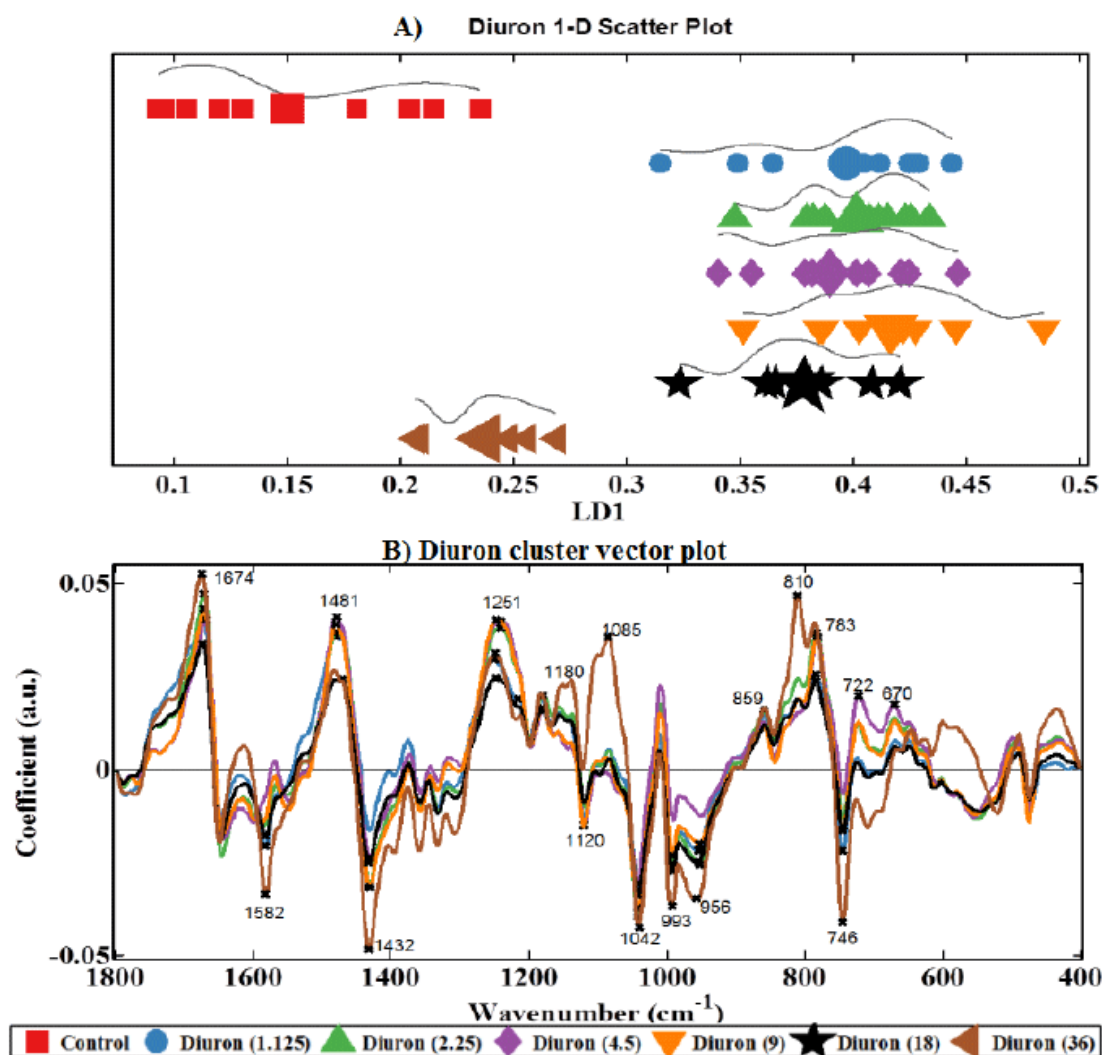 A) Diuron 1-D Scatter Plot
0.1 0.15 0.2 0.25 0.3 0.35 0.4 0.45 0.5
LD1
B) Diuron cluster vector plot
0.05
0
-0.05
Coefficient (a.u.)
1674
1481
1251
1180
1085
810
859
783
722
670
1582
1432
1120
1042
993
956
746
1800 1600 1400 1200 1000 800 600 400
Wavenumber (cm-1)
Control Diuron (1.125) Diuron (2.25) Diuron (4.5) Diuron (9) Diuron (18) Diuron (36)